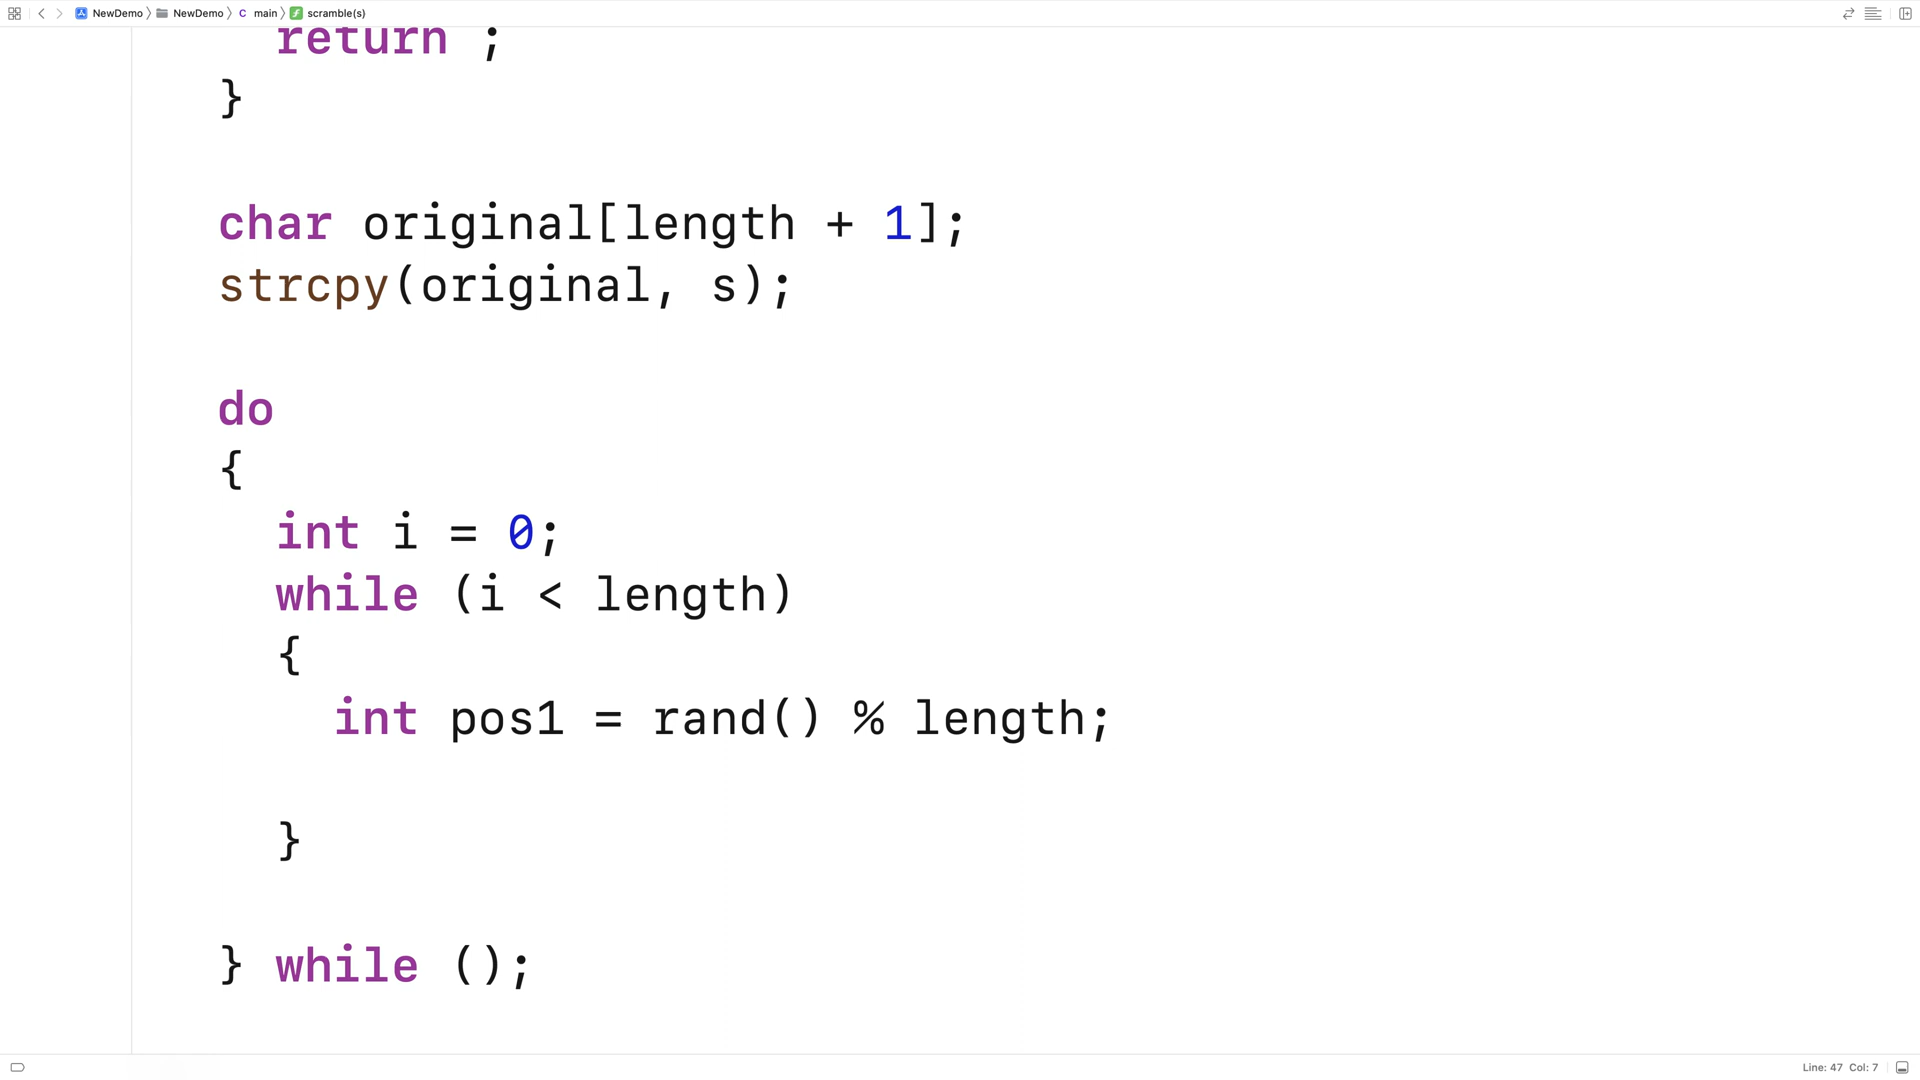 NewDemo NewDemo C main f scramble(s)
return ;
}
char original[length + 1];
strcpy(original, s);
do
{
int i = 0;
while (i < length)
{
int pos1 = rand() % length;
}
} while ();
Line: 47 Col: 7